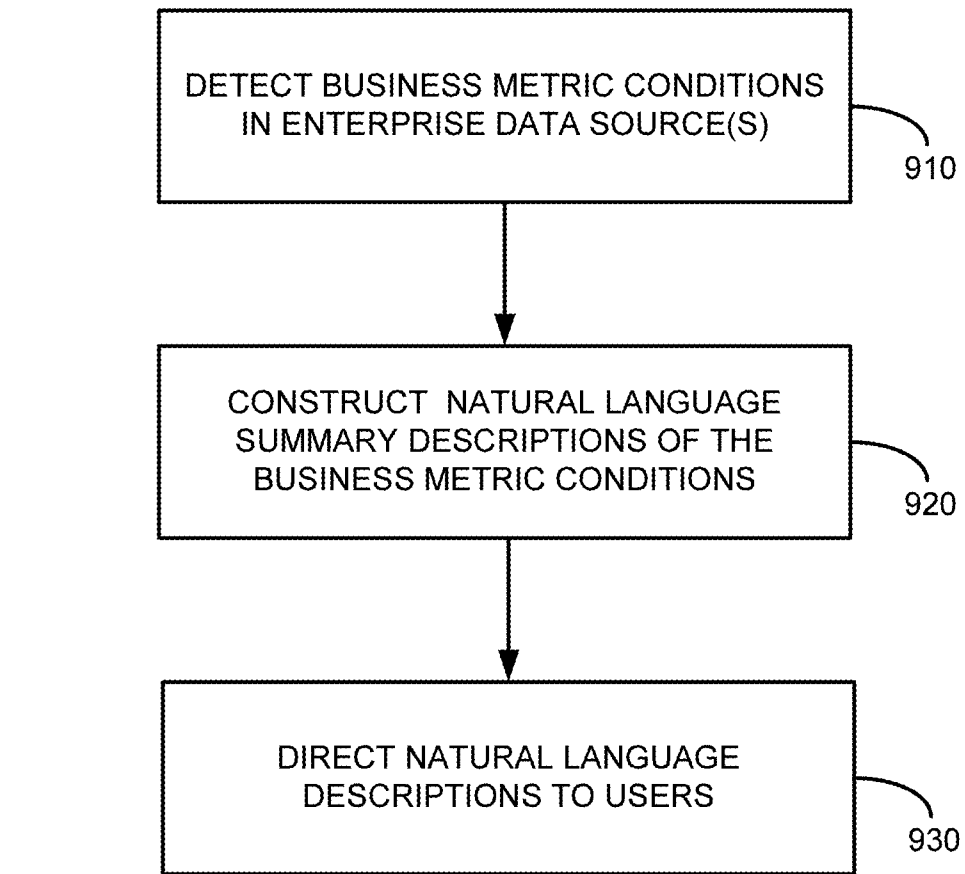 DETECT BUSINESS METRIC CONDITIONS
IN ENTERPRISE DATA SOURCE(S)
910
CONSTRUCT NATURAL LANGUAGE
SUMMARY DESCRIPTIONS OF THE
BUSINESS METRIC CONDITIONS
920
DIRECT NATURAL LANGUAGE
DESCRIPTIONS TO USERS
930